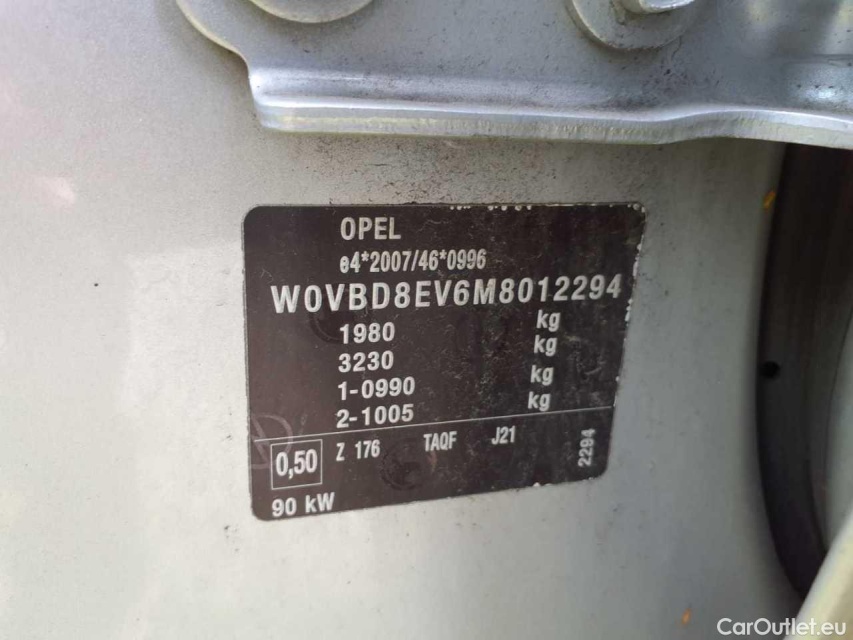 OPEL
e4*2007/46*0996
W0VBD8EV6M8012294
1980 kg
3230 kg
1-0990 kg
2-1005 kg
0,50 Z 176 TAQF J21 2294
90 kW
CarOutlet.eu